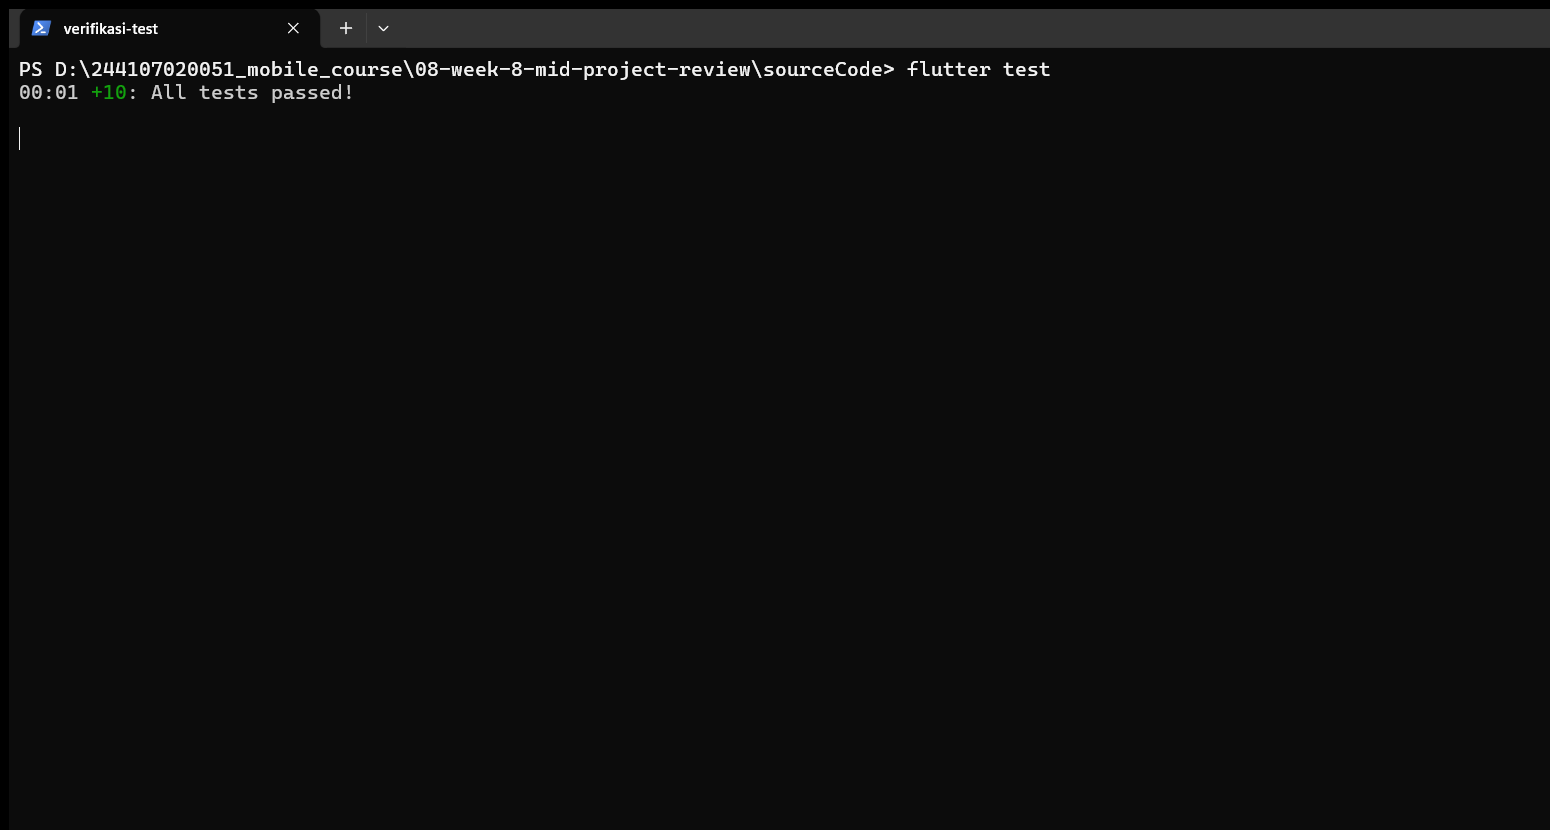 verifikasi-test
PS D:\244107020051_mobile_course\08-week-8-mid-project-review\sourceCode> flutter test
00:01 +10: All tests passed!